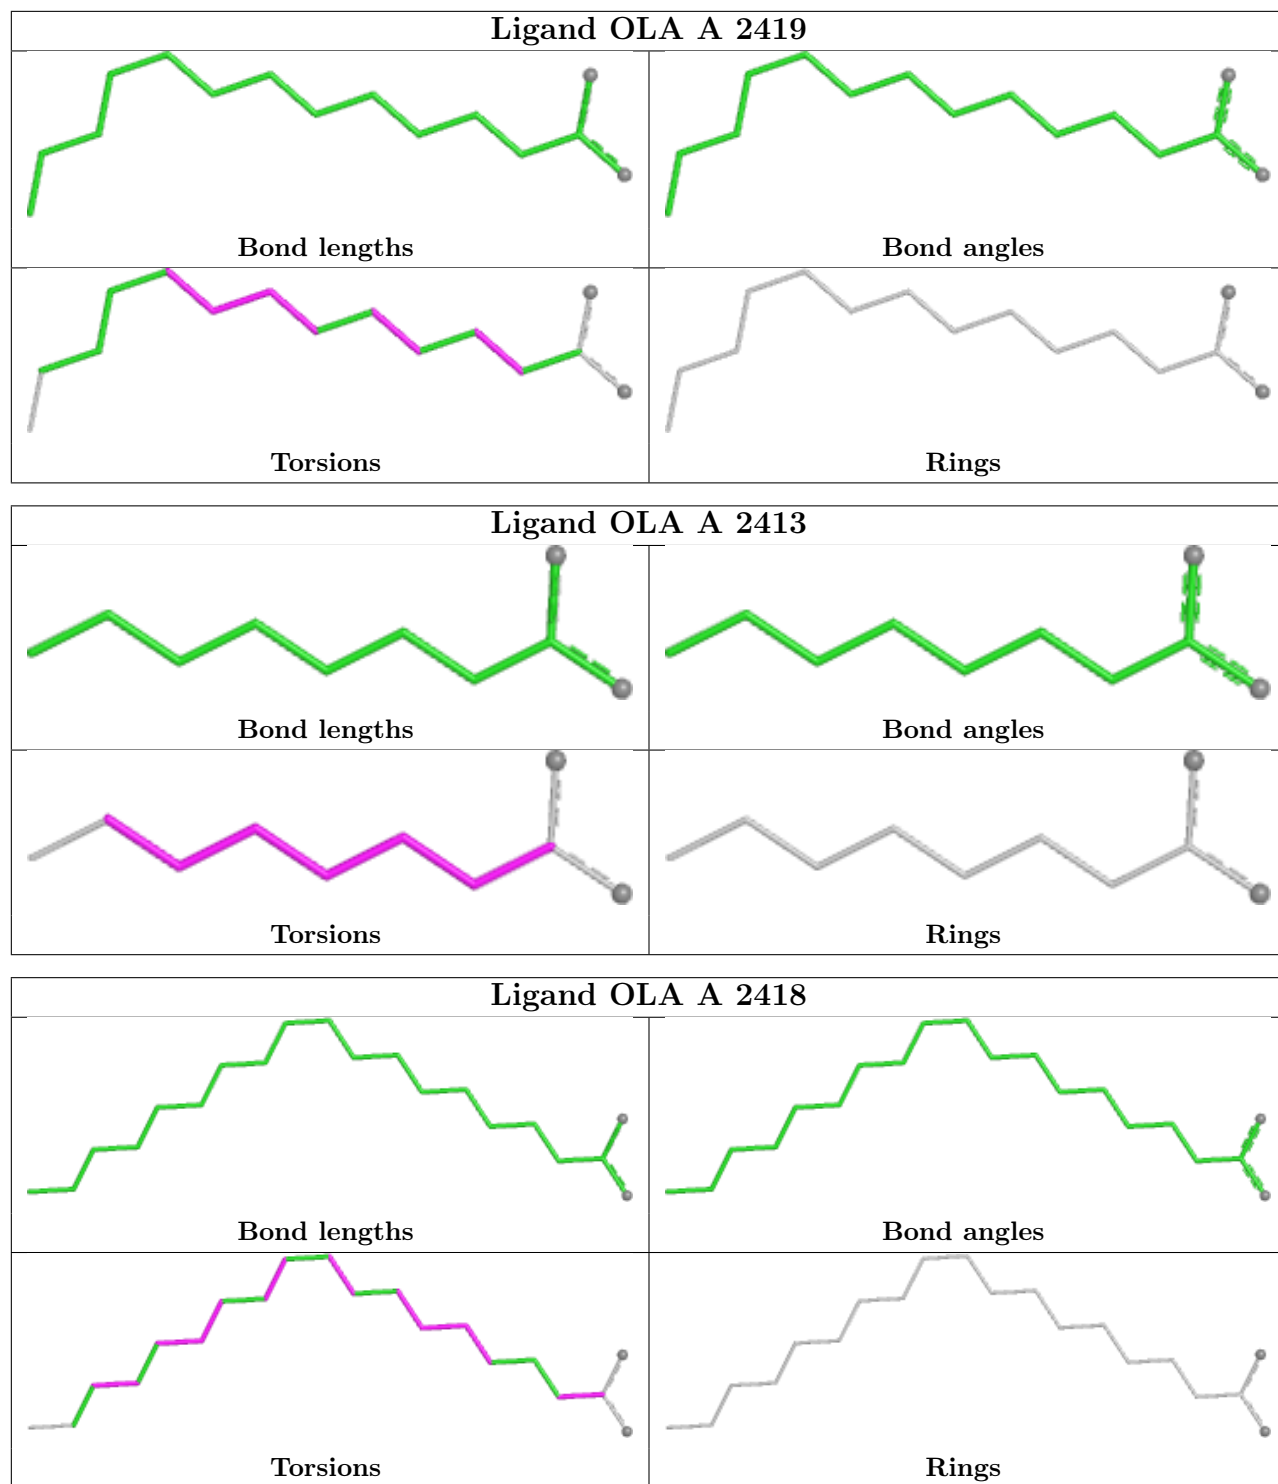 Ligand OLA A 2419
Bond lengths
Bond angles
Torsions
Rings
Ligand OLA A 2413
Bond lengths
Bond angles
Torsions
Rings
Ligand OLA A 2418
Bond lengths
Bond angles
Torsions
Rings